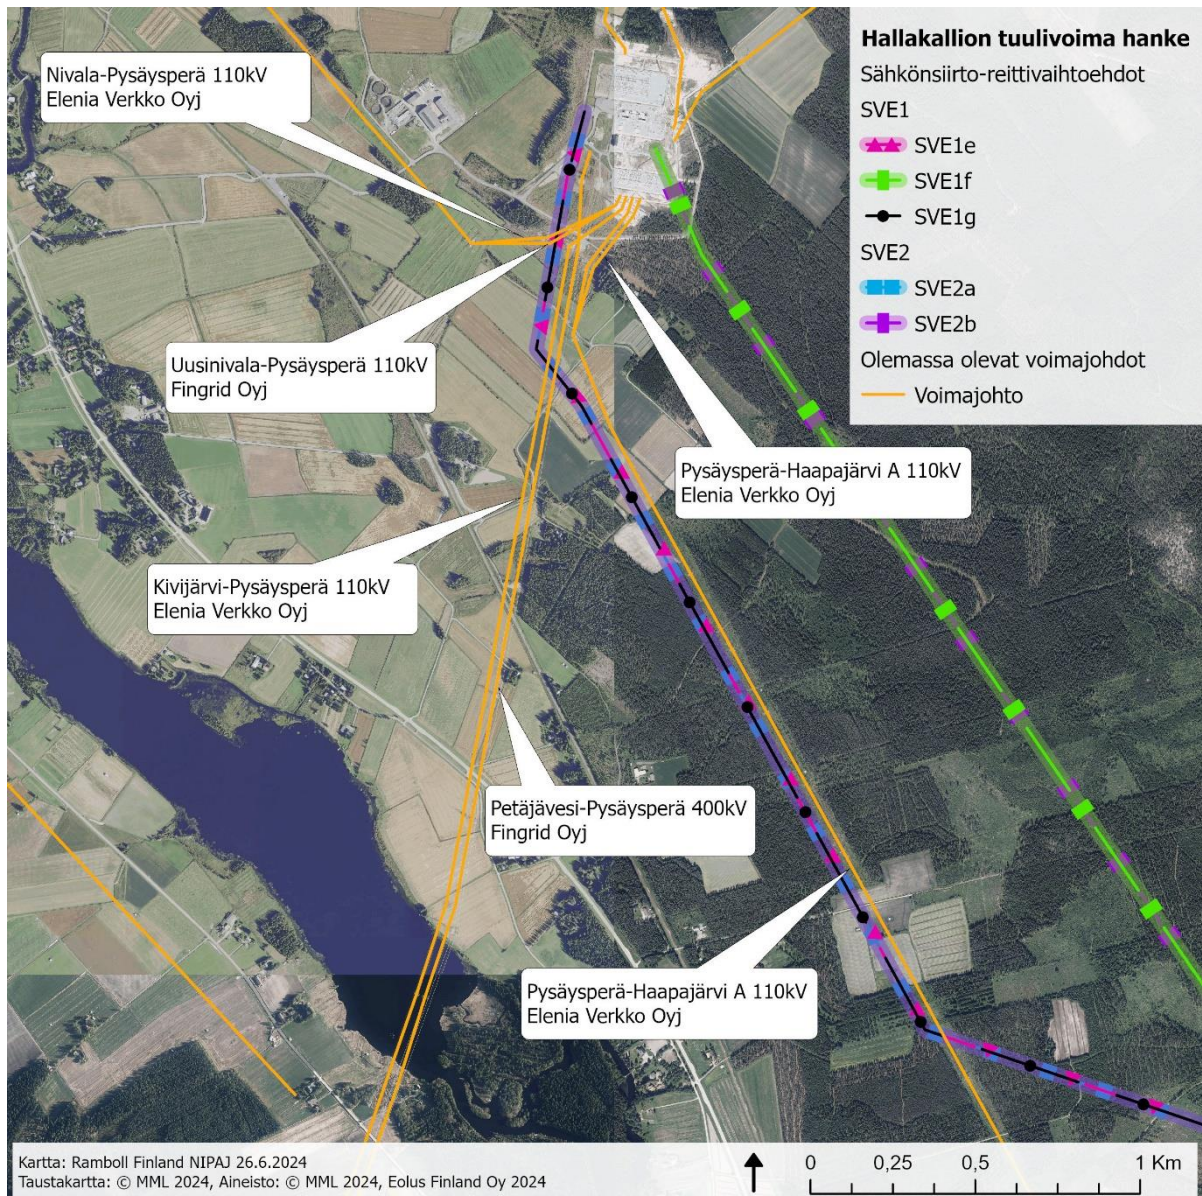 Hallakallion tuulivoima hanke
Sähkönsiirto-reittivaihtoehdot
SVE1
SVE1e
SVE1f
SVE1g
SVE2
SVE2a
SVE2b
Olemassa olevat voimajohdot
Voimajohto
Nivala-Pysäysperä 110kV
Elenia Verkko Oyj
Uusinivala-Pysäysperä 110kV
Fingrid Oyj
Pysäysperä-Haapajärvi A 110kV
Elenia Verkko Oyj
Kivijärvi-Pysäysperä 110kV
Elenia Verkko Oyj
Petäjävesi-Pysäysperä 400kV
Fingrid Oyj
Pysäysperä-Haapajärvi A 110kV
Elenia Verkko Oyj
Kartta: Ramboll Finland NIPAJ 26.6.2024
Taustakartta: © MML 2024, Aineisto: © MML 2024, Eolus Finland Oy 2024
0 0,25 0,5 1 Km